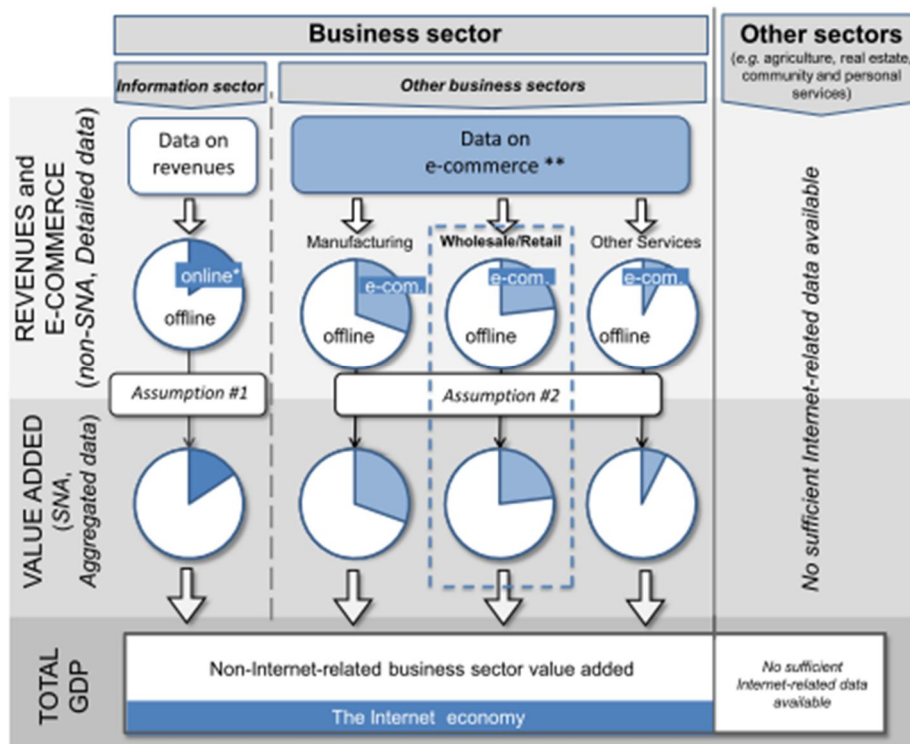 Business sector
Other sectors
(e.g. agriculture, real estate,
community and personal
services)
Information sector
Other business sectors
REVENUES and
E-COMMERCE
(non-SNA, Detailed data)
Data on
revenues
Data on
e-commerce **
Manufacturing
Wholesale/Retail
Other Services
online*
offline
e-com.
offline
e-com.
offline
e-com.
offline
No sufficient Internet-related data available
Assumption #1
Assumption #2
VALUE ADDED
(SNA,
Aggregated data)
TOTAL
GDP
Non-Internet-related business sector value added
The Internet economy
No sufficient
Internet-related data
available